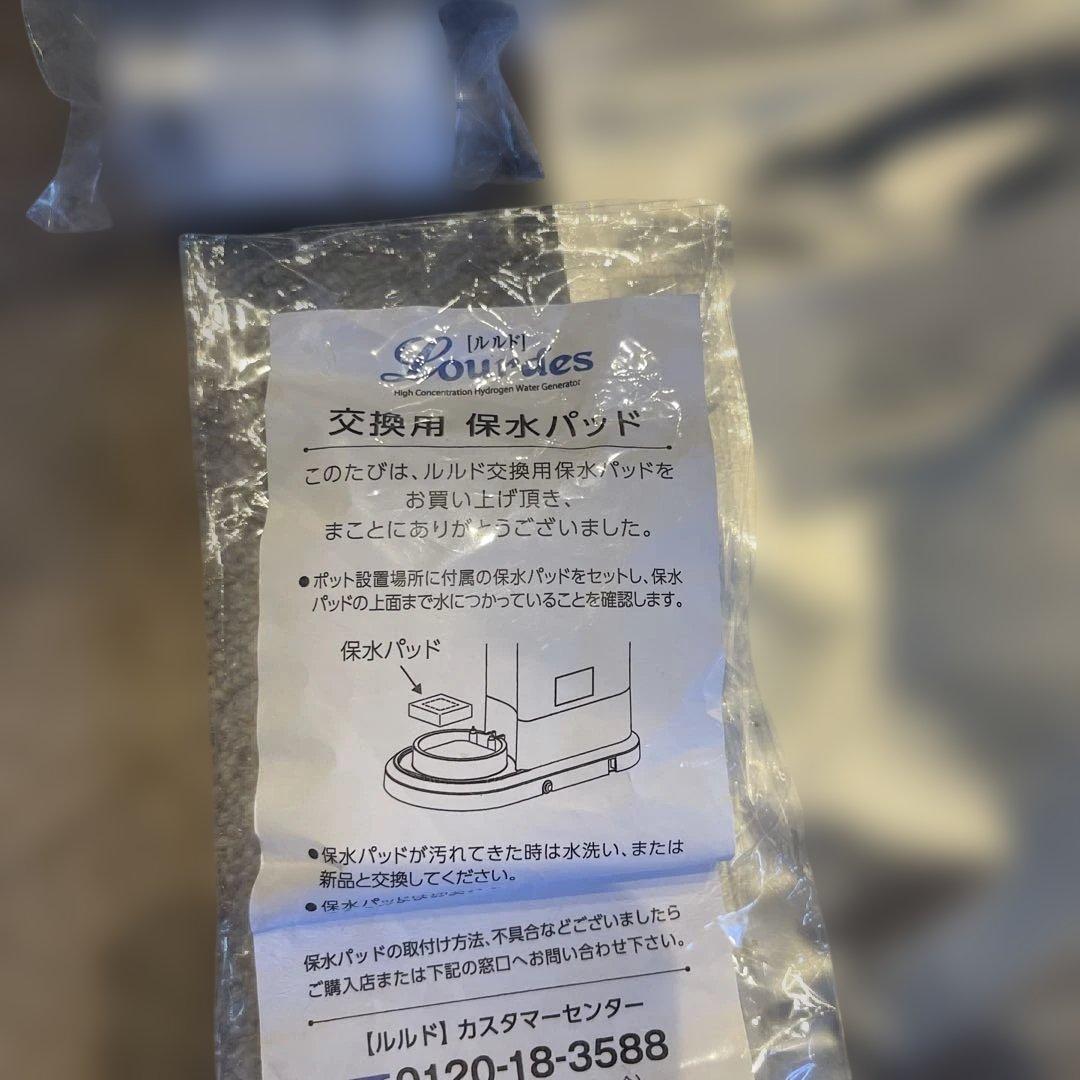 【ルルド】
Lourdes
High Concentration Hydrogen Water Generator
交換用 保水パッド
このたびは、ルルド交換用保水パッドを
お買い上げ頂き、
まことにありがとうございました。
●ポット設置場所に付属の保水パッドをセットし、保水
パッドの上面まで水につかっていることを確認します。
保水パッド
●保水パッドが汚れてきた時は水洗い、または
新品と交換してください。
●保水パッドは
保水パッドの取付け方法、不具合などございましたら
ご購入店または下記の窓口へお問い合わせ下さい。
【ルルド】カスタマーセンター
0120-18-3588